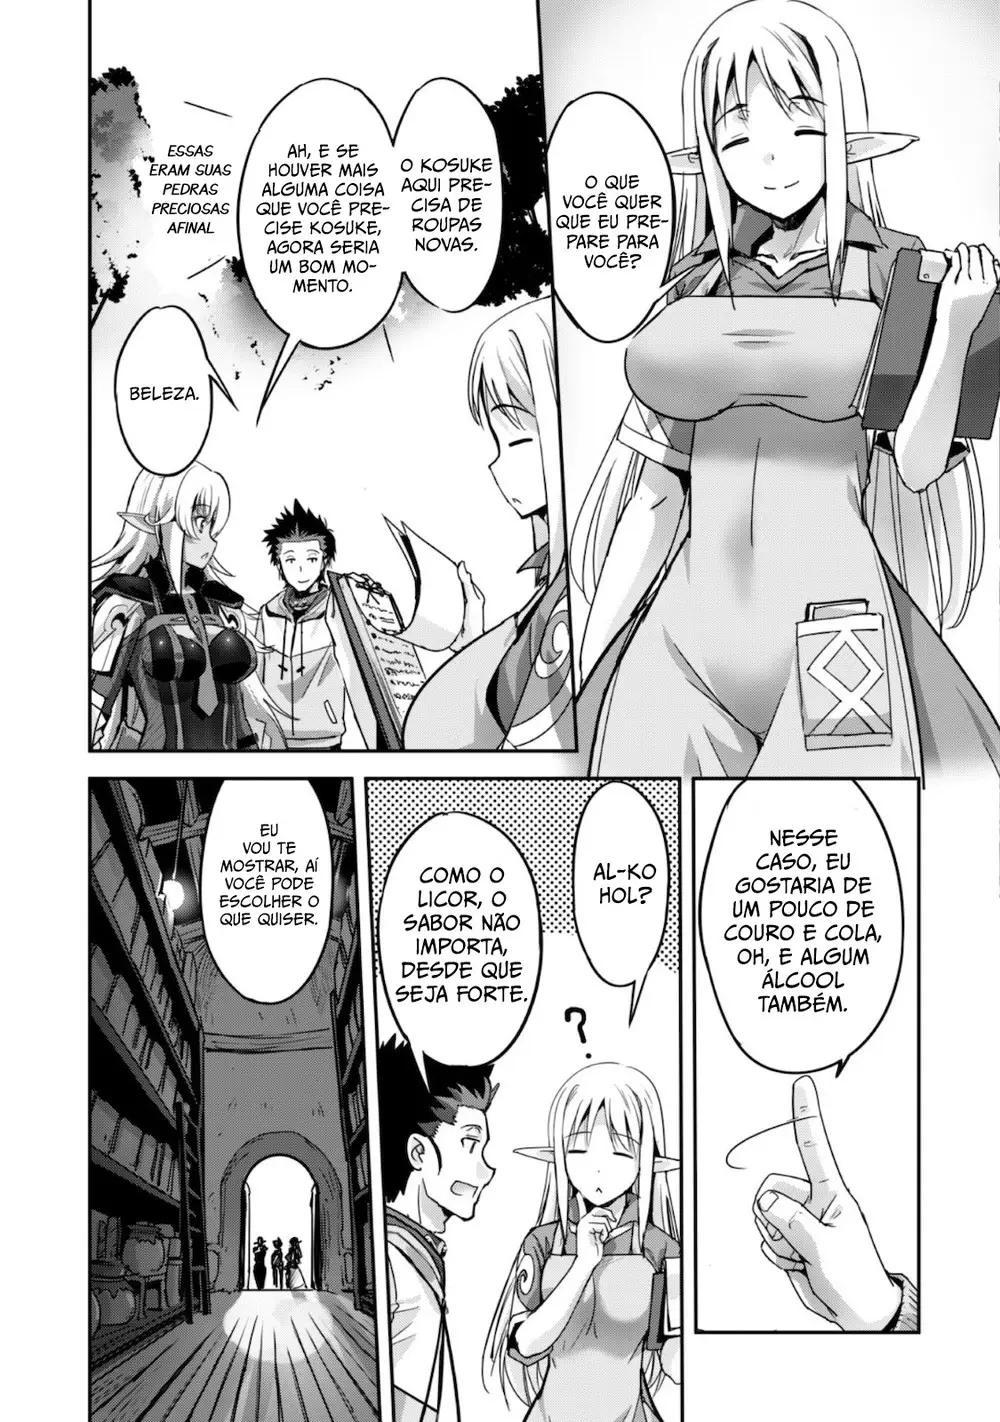 O QUE
VOCÊ QUER
QUE EU PRE-
PARE PARA
VOCÊ?
O KOSUKE
AQUI PRE-
CISA DE
ROUPAS
NOVAS.
AH, E SE
HOUVER MAIS
ALGUMA COISA
QUE VOCÊ PRE-
CISE KOSUKE,
AGORA SERIA
UM BOM MO-
MENTO.
ESSAS
ERAM SUAS
PEDRAS
PRECIOSAS
AFINAL
BELEZA.
NESSE
CASO, EU
GOSTARIA DE
UM POUCO DE
COURO E COLA,
OH, E ALGUM
ÁLCOOL
TAMBÉM.
AL-KO
HOL?
?
COMO O
LICOR, O
SABOR NÃO
IMPORTA,
DESDE QUE
SEJA FORTE.
EU
VOU TE
MOSTRAR, AÍ
VOCÊ PODE
ESCOLHER
O QUE QUISER.